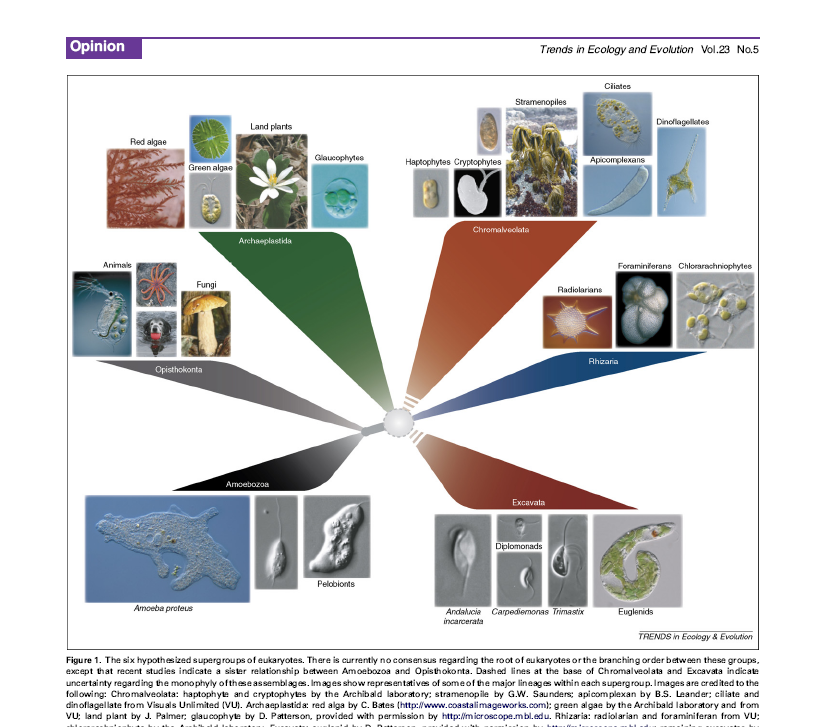 Opinion
Trends in Ecology and Evolution Vol.23 No.5
Ciliates
Stramenopiles
Dinoflagellates
Land plants
Red algae
Glaucophytes
Green algae
Haptophytes Cryptophytes
Apicomplexans
Chromalveolata
Archaeplastida
Animals
Foraminiferans Chlorarachniophytes
Fungi
Radiolarians
Rhizaria
Opisthokonta
Amoebozoa
Excavata
Diplomonads
Pelobionts
Amoeba proteus
Andalucia
incarcerata
Carpediemonas Trimastix
Euglenids
TRENDS in Ecology & Evolution
Figure 1. The six hypothesized supergroups of eukaryotes. There is currently no consensus regarding the root of eukaryotes or the branching order between these groups,
except that recent studies indicate a sister relationship between Amoebozoa and Opisthokonta. Dashed lines at the base of Chromalveolata and Excavata indicate
uncertainty regarding the monophyly of these assemblages. Images show representatives of some of the major lineages within each supergroup. Images are credited to the
following: Chromalveolata: haptophyte and cryptophytes by the Archibald laboratory; stramenopile by G.W. Saunders; apicomplexan by B.S. Leander; ciliate and
dinoflagellate from Visuals Unlimited (VU). Archaeplastida: red alga by C. Bates (http://www.coastalimageworks.com); green algae by the Archibald laboratory and from
VU; land plant by J. Palmer; glaucophyte by D. Patterson, provided with permission by http://microscope.mbl.edu. Rhizaria: radiolarian and foraminiferan from VU;